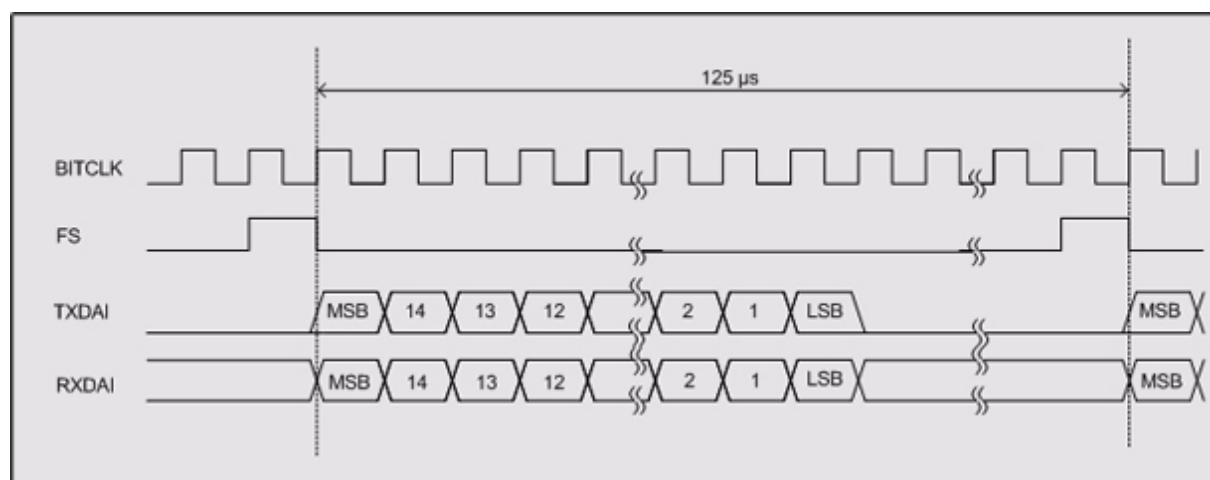 125 µs
BITCLK
FS
TXDAI MSB 14 13 12 2 1 LSB MSB
RXDAI MSB 14 13 12 2 1 LSB MSB